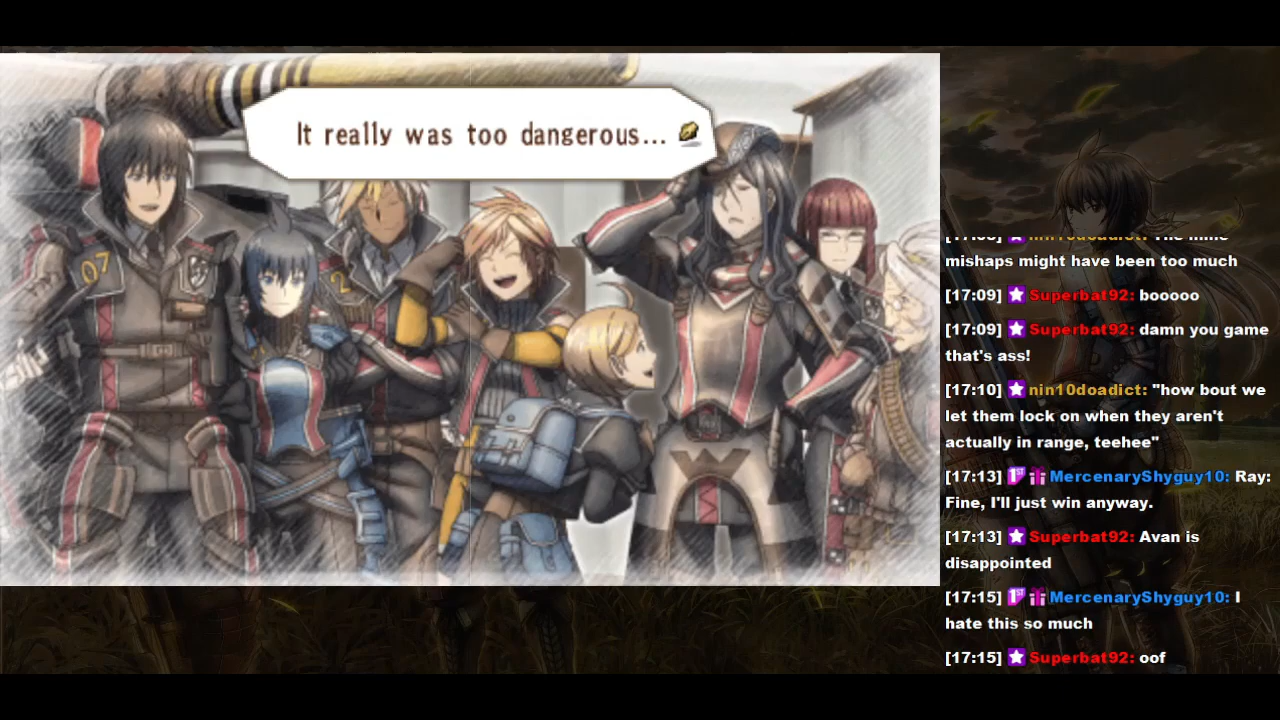 It really was too dangerous...
07
2
mishaps might have been too much
[17:09] Superbat92: booooo
[17:09] Superbat92: damn you game
that's ass!
[17:10] nin10doadict: "how bout we
let them lock on when they aren't
actually in range, teehee"
[17:13] 1ST MercenaryShyguy10: Ray:
Fine, I'll just win anyway.
[17:13] Superbat92: Avan is
disappointed
[17:15] 1ST MercenaryShyguy10: I
hate this so much
[17:15] Superbat92: oof